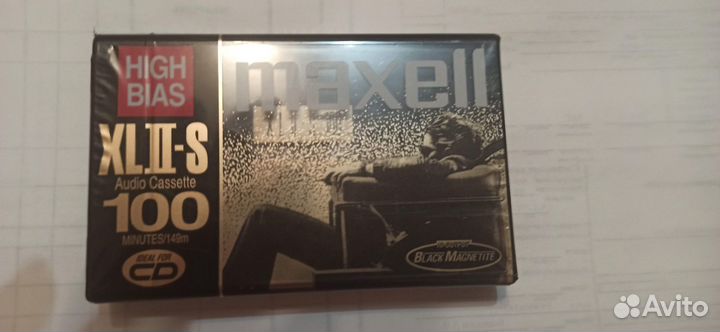 HIGH
BIAS
maxell
XLII-S
Audio Cassette
100
MINUTES/149m
IDEAL FOR
CD
BLACK MAGNETITE
Avito